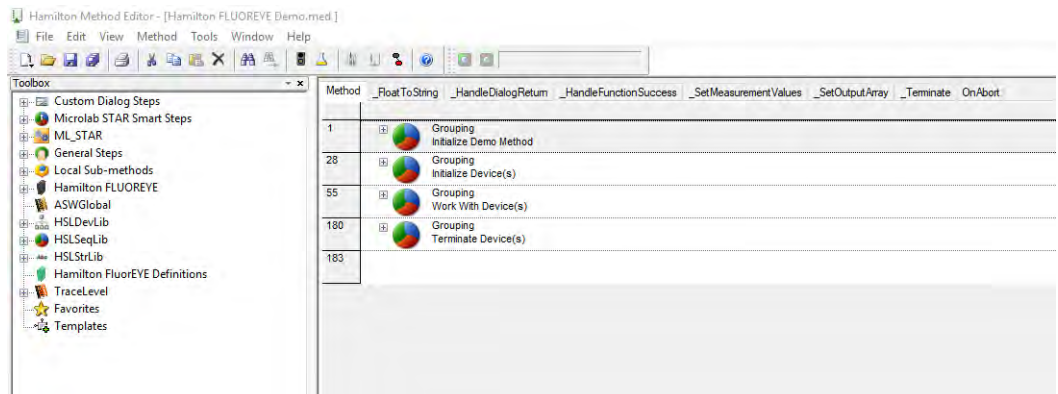 Hamilton Method Editor - [Hamilton FLUOREYE Demo.med]
File Edit View Method Tools Window Help
Toolbox
Custom Dialog Steps
Microlab STAR Smart Steps
ML_STAR
General Steps
Local Sub-methods
Hamilton FLUOREYE
ASWGlobal
HSLDevLib
HSLSeqLib
HSLStrLib
Hamilton FluorEYE Definitions
TraceLevel
Favorites
Templates
Method _FloatToString _HandleDialogReturn _HandleFunctionSuccess _SetMeasurementValues _SetOutputArray _Terminate OnAbort
1 Grouping
Initialize Demo Method
28 Grouping
Initialize Device(s)
55 Grouping
Work With Device(s)
180 Grouping
Terminate Device(s)
183